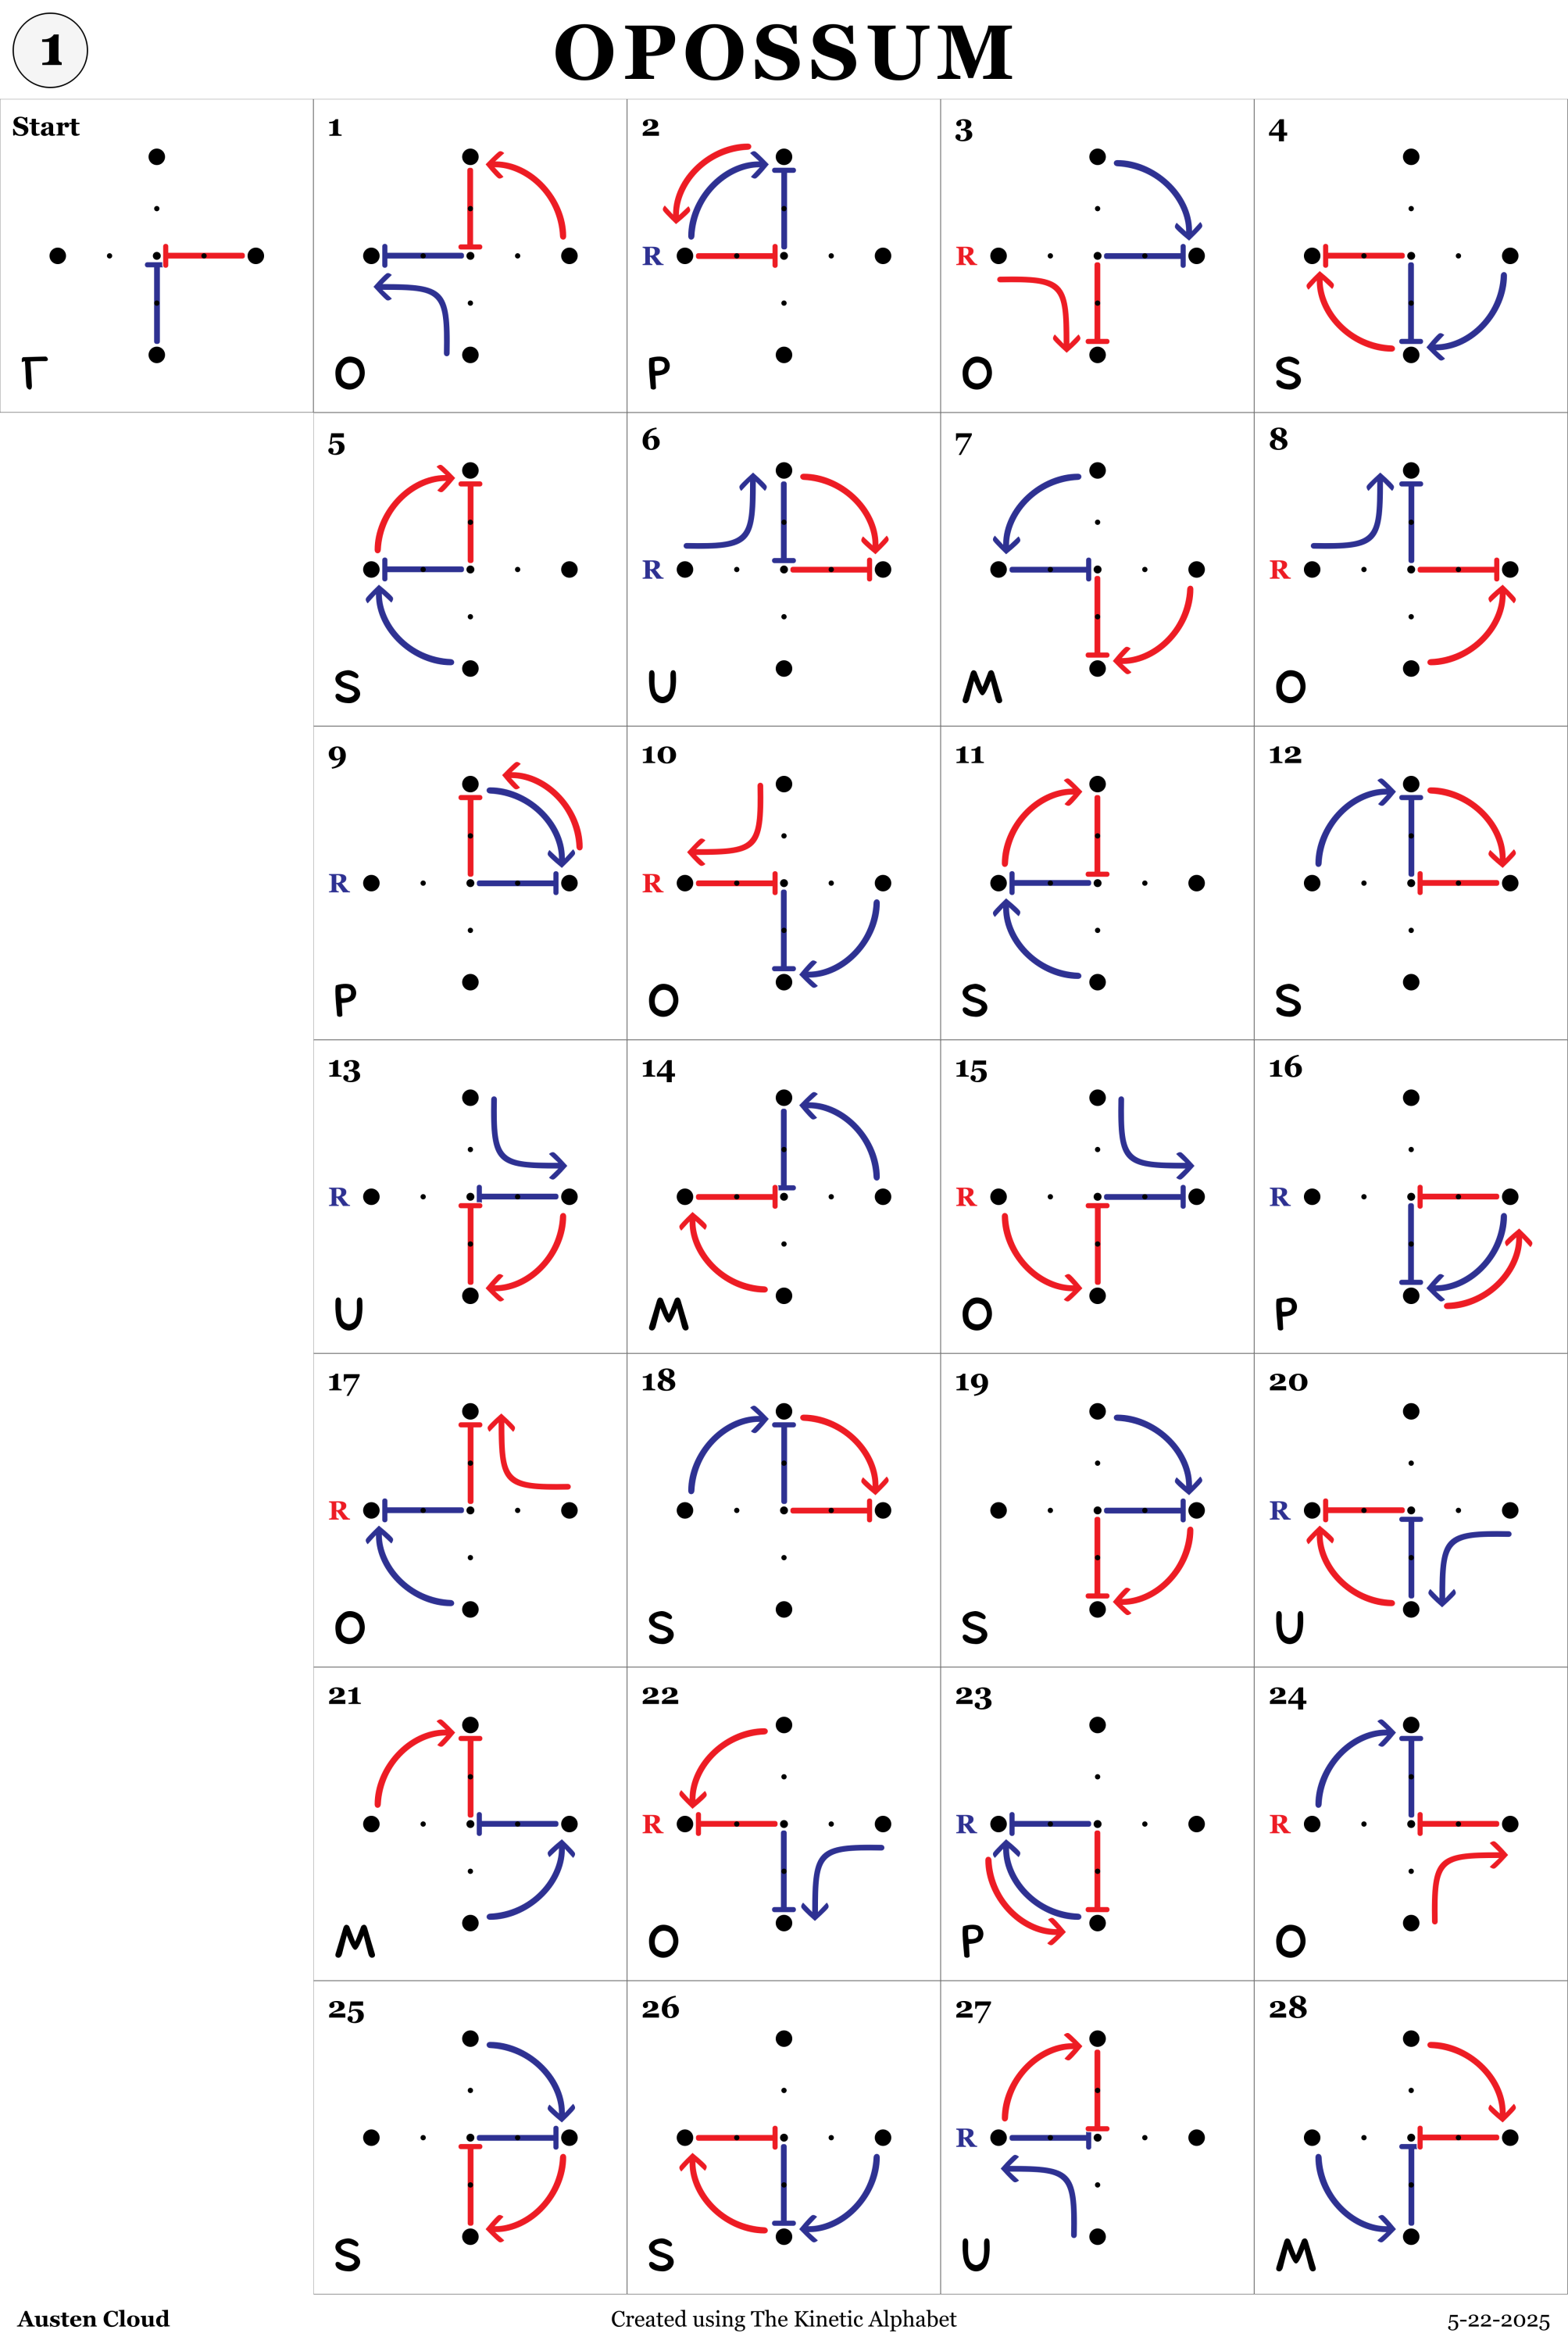 1
OPOSSUM
Start
Γ
1
O
2
R
P
3
R
O
4
S
5
S
6
R
U
7
M
8
R
O
9
R
P
10
R
O
11
S
12
S
13
R
U
14
M
15
R
O
16
R
P
17
R
O
18
S
19
S
20
R
U
21
M
22
R
O
23
R
P
24
R
O
25
S
26
S
27
R
U
28
M
Austen Cloud
Created using The Kinetic Alphabet
5-22-2025